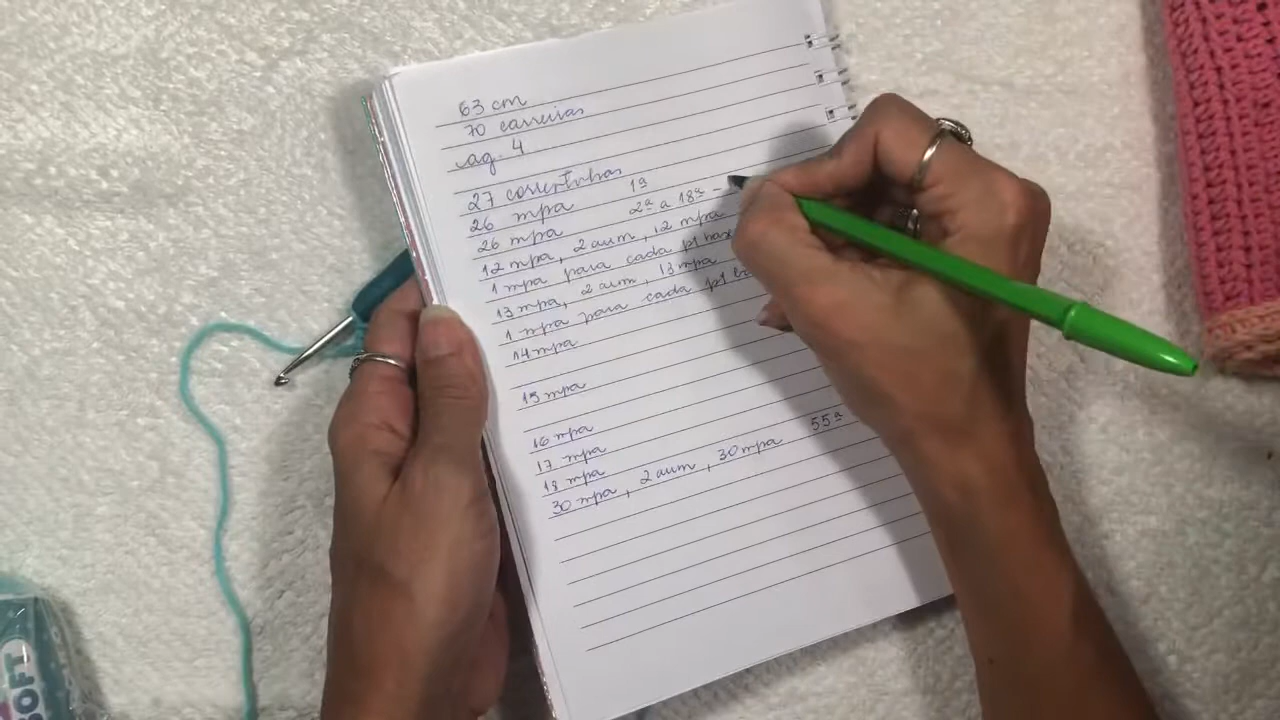 63 cm
70 carreiras
ag. 4
27 correntinhas
26 mpa 1ª
26 mpa 2ª a 18ª -
12 mpa, 2 aum, 12 mpa
1 mpa para cada pt
13 mpa, 2 aum, 13 mpa
1 mpa para cada pt
14 mpa
15 mpa
16 mpa
17 mpa
18 mpa
30 mpa, 2 aum, 30 mpa 55ª
SOFT